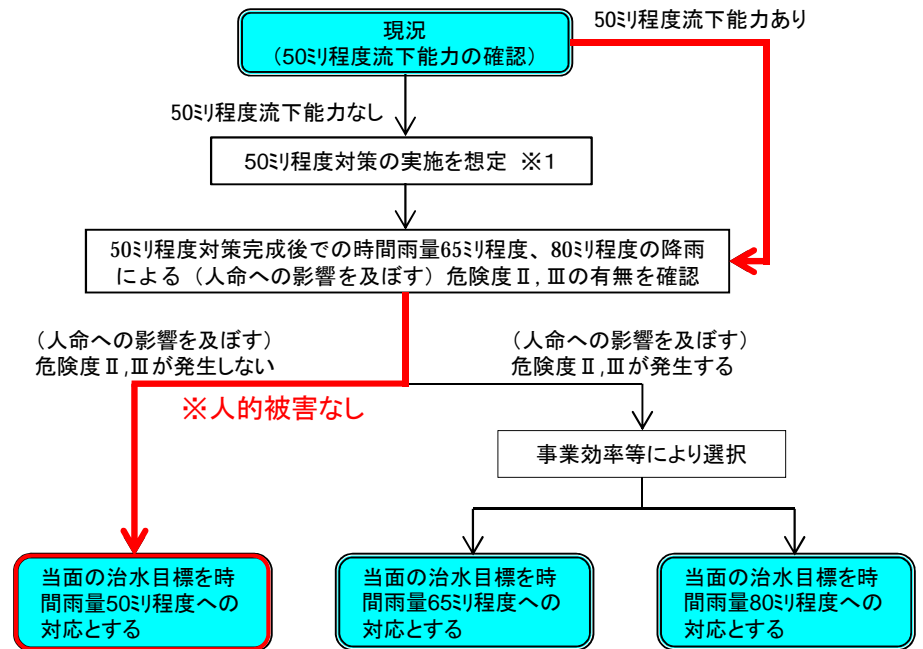 現況
(50ﾐﾘ程度流下能力の確認)
50ﾐﾘ程度流下能力あり
50ﾐﾘ程度流下能力なし
50ﾐﾘ程度対策の実施を想定 ※1
50ﾐﾘ程度対策完成後での時間雨量65ﾐﾘ程度、80ﾐﾘ程度の降雨
による（人命への影響を及ぼす）危険度Ⅱ,Ⅲの有無を確認
（人命への影響を及ぼす）
危険度Ⅱ,Ⅲが発生しない
※人的被害なし
（人命への影響を及ぼす）
危険度Ⅱ,Ⅲが発生する
事業効率等により選択
当面の治水目標を時
間雨量50ﾐﾘ程度への
対応とする
当面の治水目標を時
間雨量65ﾐﾘ程度への
対応とする
当面の治水目標を時
間雨量80ﾐﾘ程度への
対応とする